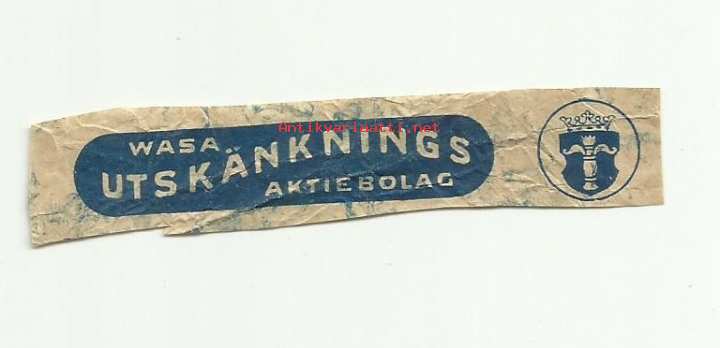 WASA
UTSKÄNKNINGS
AKTIEBOLAG
Antikvariaatti.net